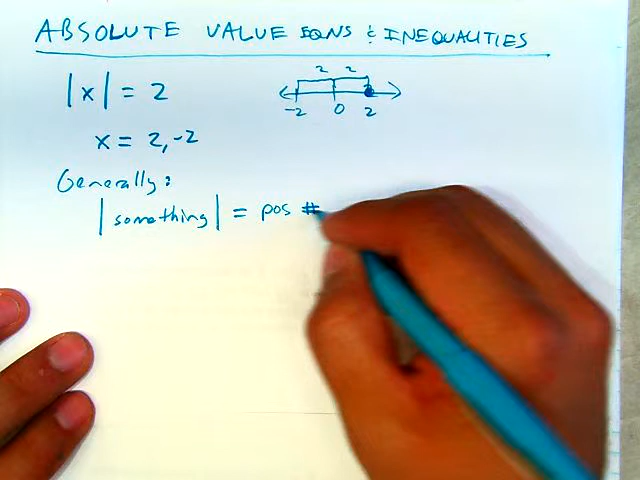 ABSOLUTE VALUE EQNS & INEQUALITIES
|x| = 2
2 2
-2 0 2
x = 2, -2
Generally:
|something| = pos #